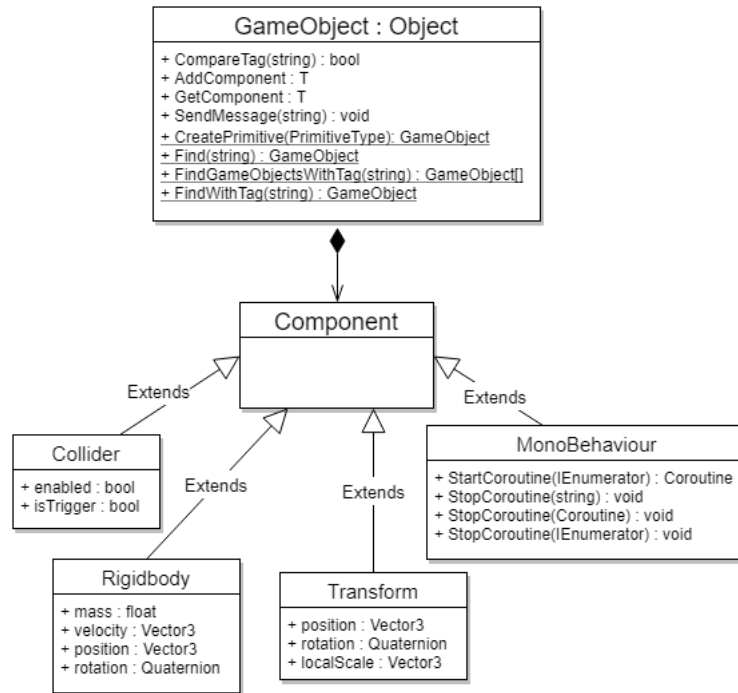 GameObject : Object
+ CompareTag(string) : bool
+ AddComponent : T
+ GetComponent : T
+ SendMessage(string) : void
+ CreatePrimitive(PrimitiveType): GameObject
+ Find(string) : GameObject
+ FindGameObjectsWithTag(string) : GameObject[]
+ FindWithTag(string) : GameObject
Component
Extends
Extends
Extends
Extends
Collider
+ enabled : bool
+ isTrigger : bool
MonoBehaviour
+ StartCoroutine(IEnumerator) : Coroutine
+ StopCoroutine(string) : void
+ StopCoroutine(Coroutine) : void
+ StopCoroutine(IEnumerator) : void
Rigidbody
+ mass : float
+ velocity : Vector3
+ position : Vector3
+ rotation : Quaternion
Transform
+ position : Vector3
+ rotation : Quaternion
+ localScale : Vector3